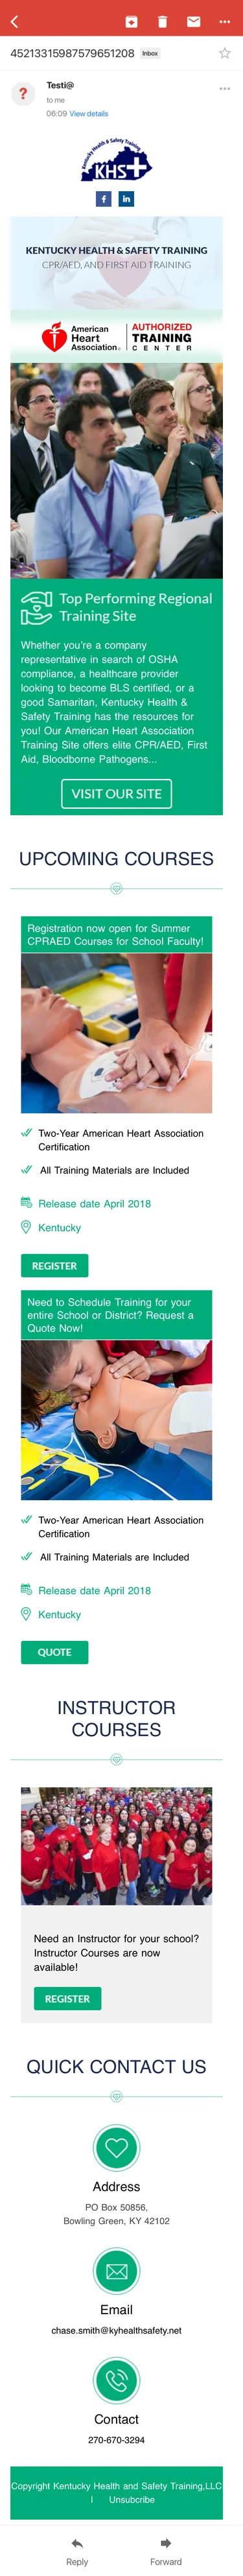 45213315987579651208 Inbox
Testi@
to me
06:09 View details
Kentucky Health & Safety Training
KHS
f in
KENTUCKY HEALTH & SAFETY TRAINING
CPR/AED, AND FIRST AID TRAINING
American
Heart
Association®
AUTHORIZED
TRAINING
CENTER
Top Performing Regional
Training Site
Whether you're a company
representative in search of OSHA
compliance, a healthcare provider
looking to become BLS certified, or a
good Samaritan, Kentucky Health &
Safety Training has the resources for
you! Our American Heart Association
Training Site offers elite CPR/AED, First
Aid, Bloodborne Pathogens...
VISIT OUR SITE
UPCOMING COURSES
Registration now open for Summer
CPRAED Courses for School Faculty!
Two-Year American Heart Association
Certification
All Training Materials are Included
Release date April 2018
Kentucky
REGISTER
Need to Schedule Training for your
entire School or District? Request a
Quote Now!
Two-Year American Heart Association
Certification
All Training Materials are Included
Release date April 2018
Kentucky
QUOTE
INSTRUCTOR
COURSES
Need an Instructor for your school?
Instructor Courses are now
available!
REGISTER
QUICK CONTACT US
Address
PO Box 50856,
Bowling Green, KY 42102
Email
chase.smith@kyhealthsafety.net
Contact
270-670-3294
Copyright Kentucky Health and Safety Training,LLC
| Unsubcribe
Reply Forward